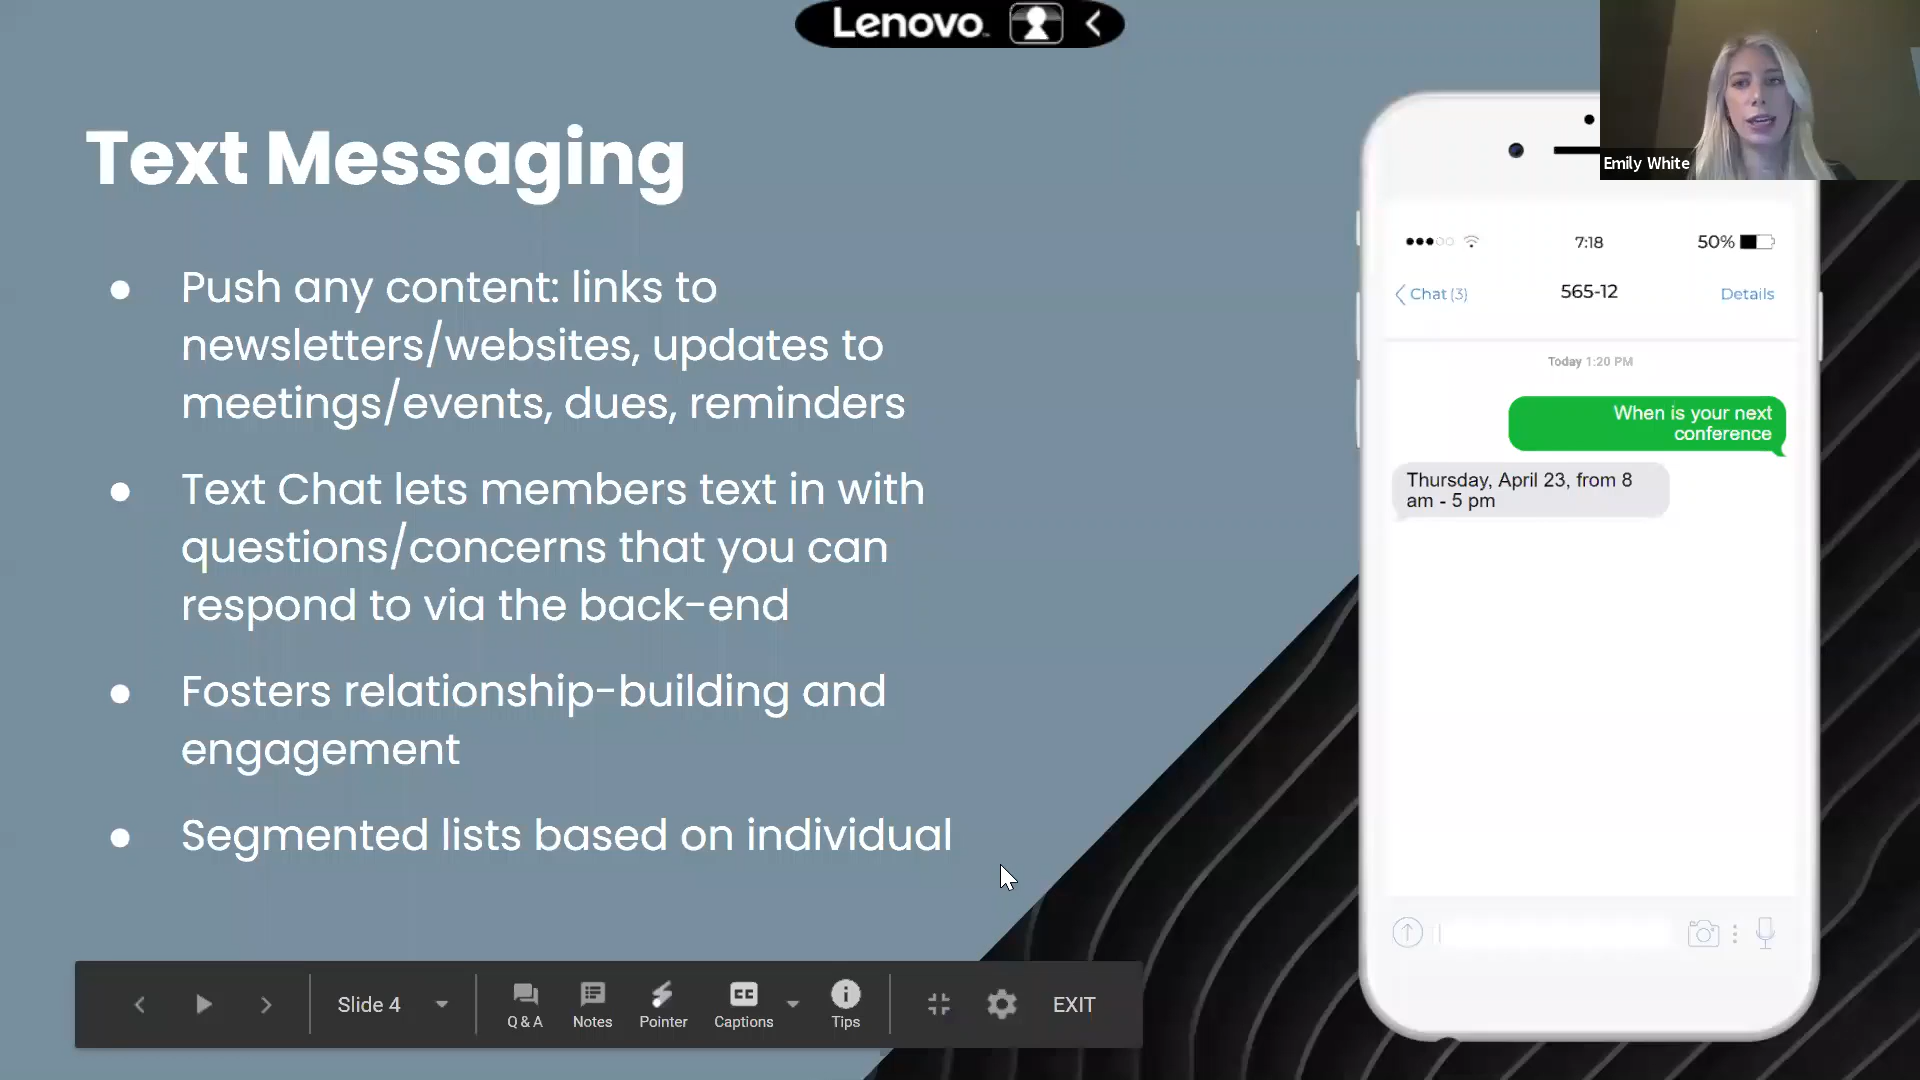 Lenovo
Emily White
Text Messaging
● Push any content: links to
newsletters/websites, updates to
meetings/events, dues, reminders
● Text Chat lets members text in with
questions/concerns that you can
respond to via the back-end
● Fosters relationship-building and
engagement
● Segmented lists based on individual
7:18
50%
Chat (3)
565-12
Details
Today 1:20 PM
When is your next
conference
Thursday, April 23, from 8
am - 5 pm
Slide 4
Q & A
Notes
Pointer
CC
Captions
Tips
EXIT